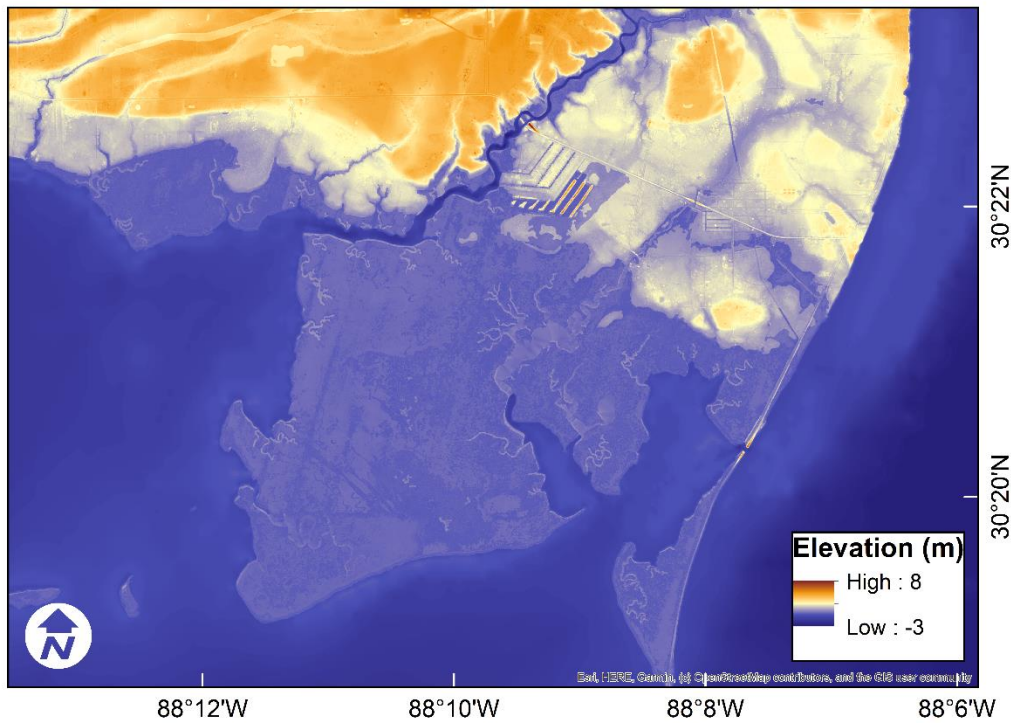 30°22'N
30°20'N
Elevation (m)
High : 8
Low : -3
N
Esri, HERE, Garmin, (c) OpenStreetMap contributors, and the GIS user community
88°12'W
88°10'W
88°8'W
88°6'W